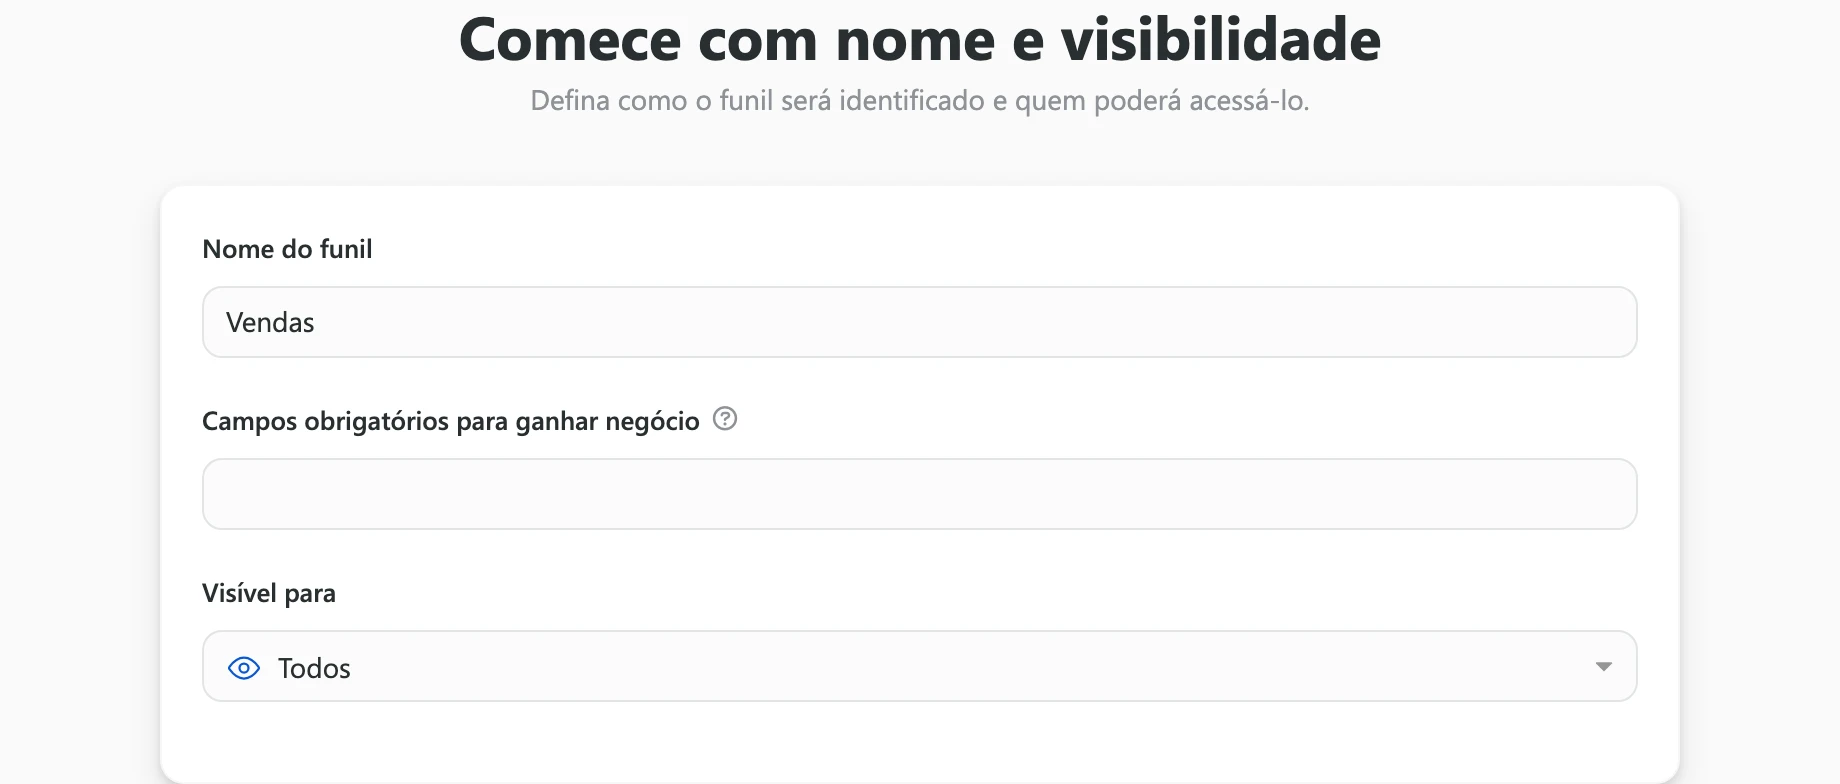 Comece com nome e visibilidade
Defina como o funil será identificado e quem poderá acessá-lo.
Nome do funil
Vendas
Campos obrigatórios para ganhar negócio
Visível para
Todos